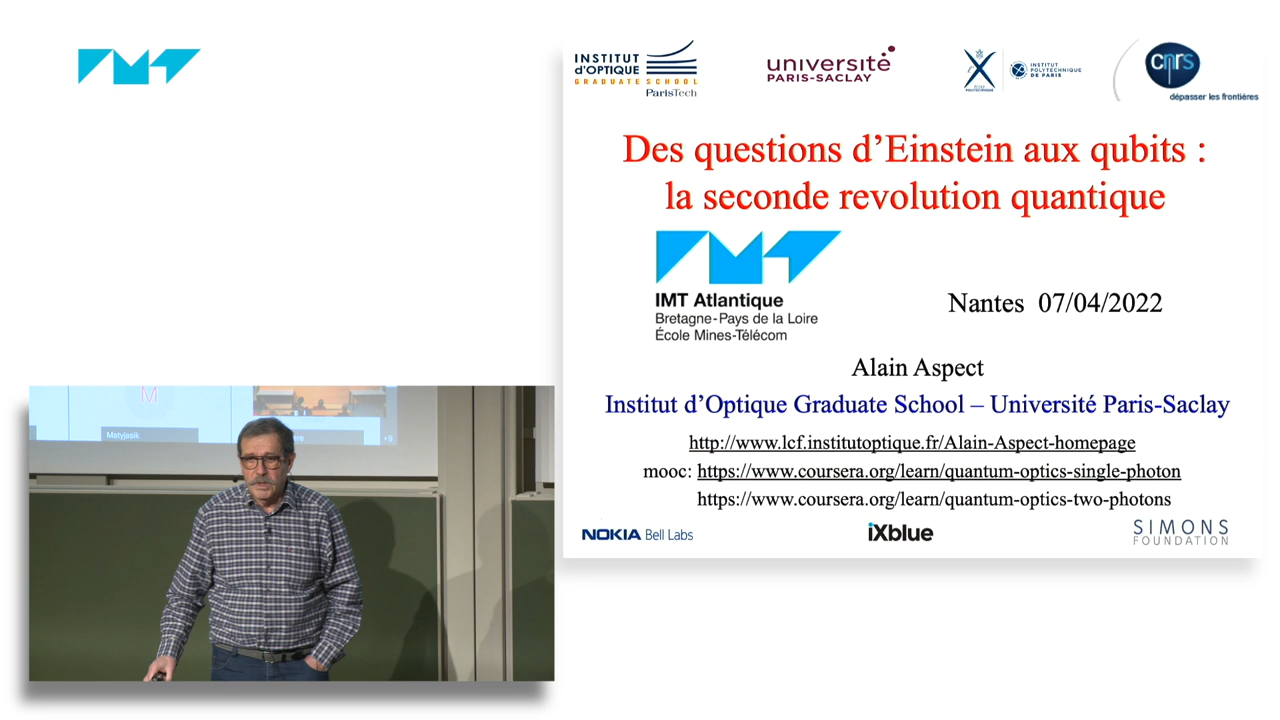 INSTITUT
d'OPTIQUE
GRADUATE SCHOOL
ParisTech
université
PARIS-SACLAY
ÉCOLE POLYTECHNIQUE
INSTITUT
POLYTECHNIQUE
DE PARIS
cnrs
dépasser les frontières
Des questions d'Einstein aux qubits :
la seconde revolution quantique
IMT Atlantique
Bretagne-Pays de la Loire
École Mines-Télécom
Nantes 07/04/2022
Alain Aspect
Institut d'Optique Graduate School – Université Paris-Saclay
http://www.lcf.institutoptique.fr/Alain-Aspect-homepage
mooc: https://www.coursera.org/learn/quantum-optics-single-photon
https://www.coursera.org/learn/quantum-optics-two-photons
NOKIA Bell Labs
iXblue
SIMONS
FOUNDATION
M
Matyjasik
+9